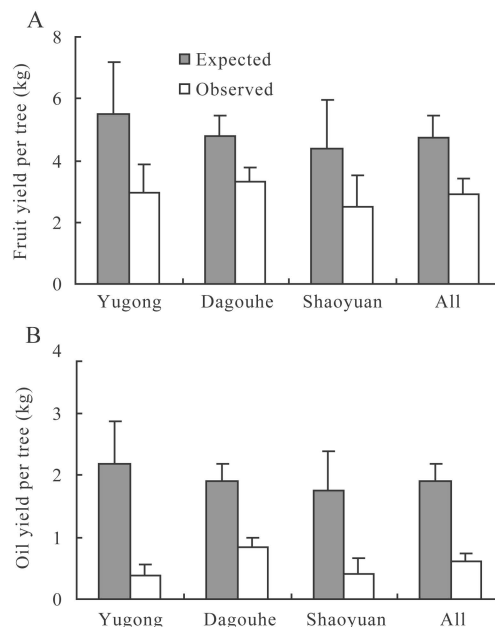 A
8
6
4
2
0
Fruit yield per tree (kg)
Expected
Observed
Yugong Dagouhe Shaoyuan All
B
4
3
2
1
0
Oil yield per tree (kg)
Yugong Dagouhe Shaoyuan All